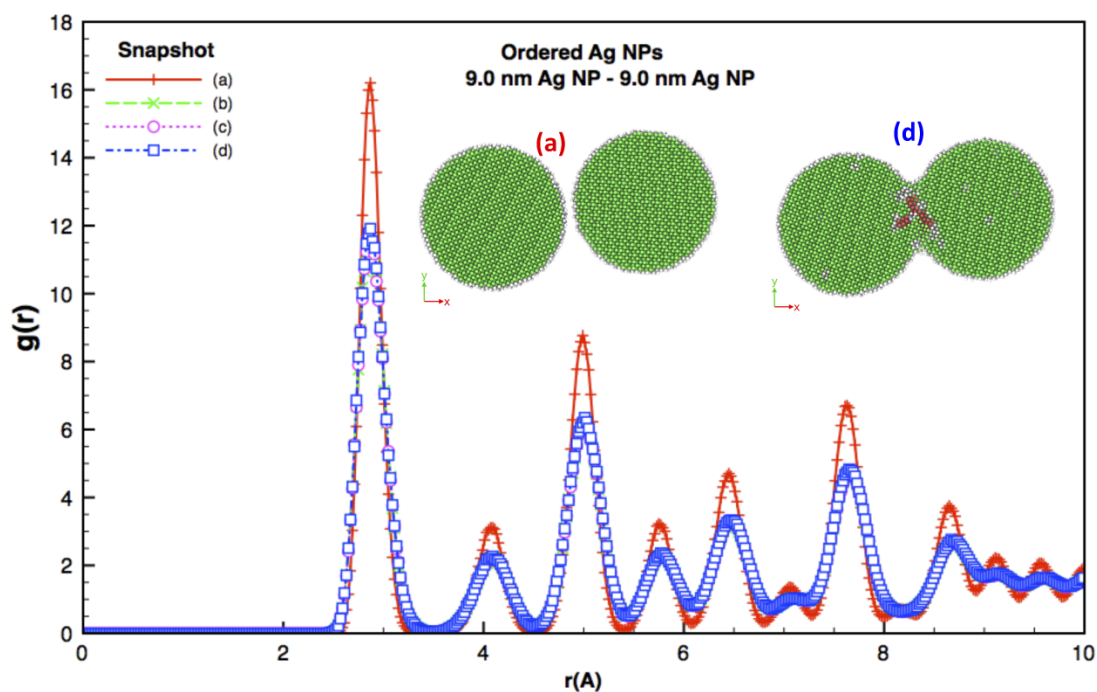 Snapshot
(a)
(b)
(c)
(d)
Ordered Ag NPs
9.0 nm Ag NP - 9.0 nm Ag NP
(a)
(d)
y
x
y
x
g(r)
18
16
14
12
10
8
6
4
2
0
0
2
4
6
8
10
r(A)